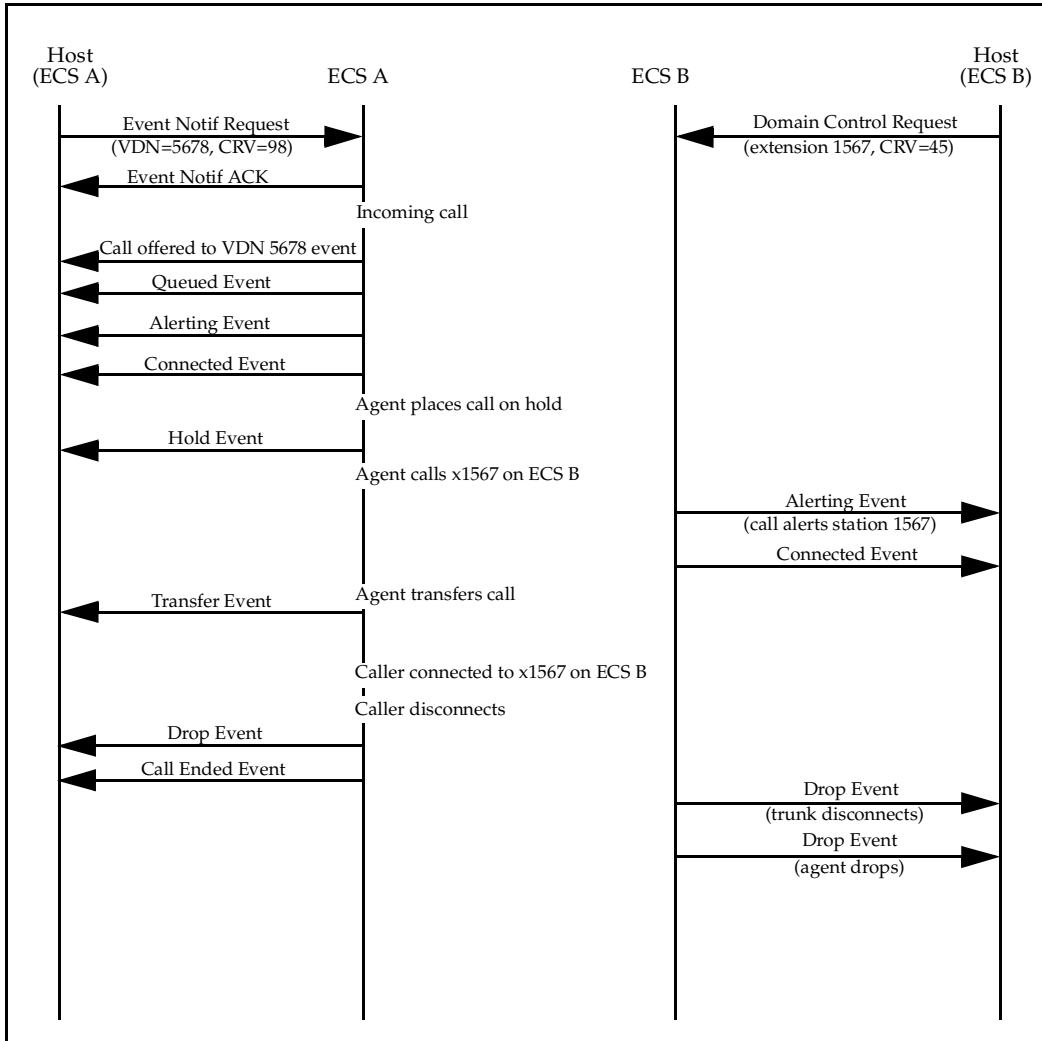 Host
(ECS A)
ECS A
ECS B
Host
(ECS B)
Event Notif Request
(VDN=5678, CRV=98)
Domain Control Request
(extension 1567, CRV=45)
Event Notif ACK
Incoming call
Call offered to VDN 5678 event
Queued Event
Alerting Event
Connected Event
Agent places call on hold
Hold Event
Agent calls x1567 on ECS B
Alerting Event
(call alerts station 1567)
Connected Event
Agent transfers call
Transfer Event
Caller connected to x1567 on ECS B
Caller disconnects
Drop Event
Call Ended Event
Drop Event
(trunk disconnects)
Drop Event
(agent drops)